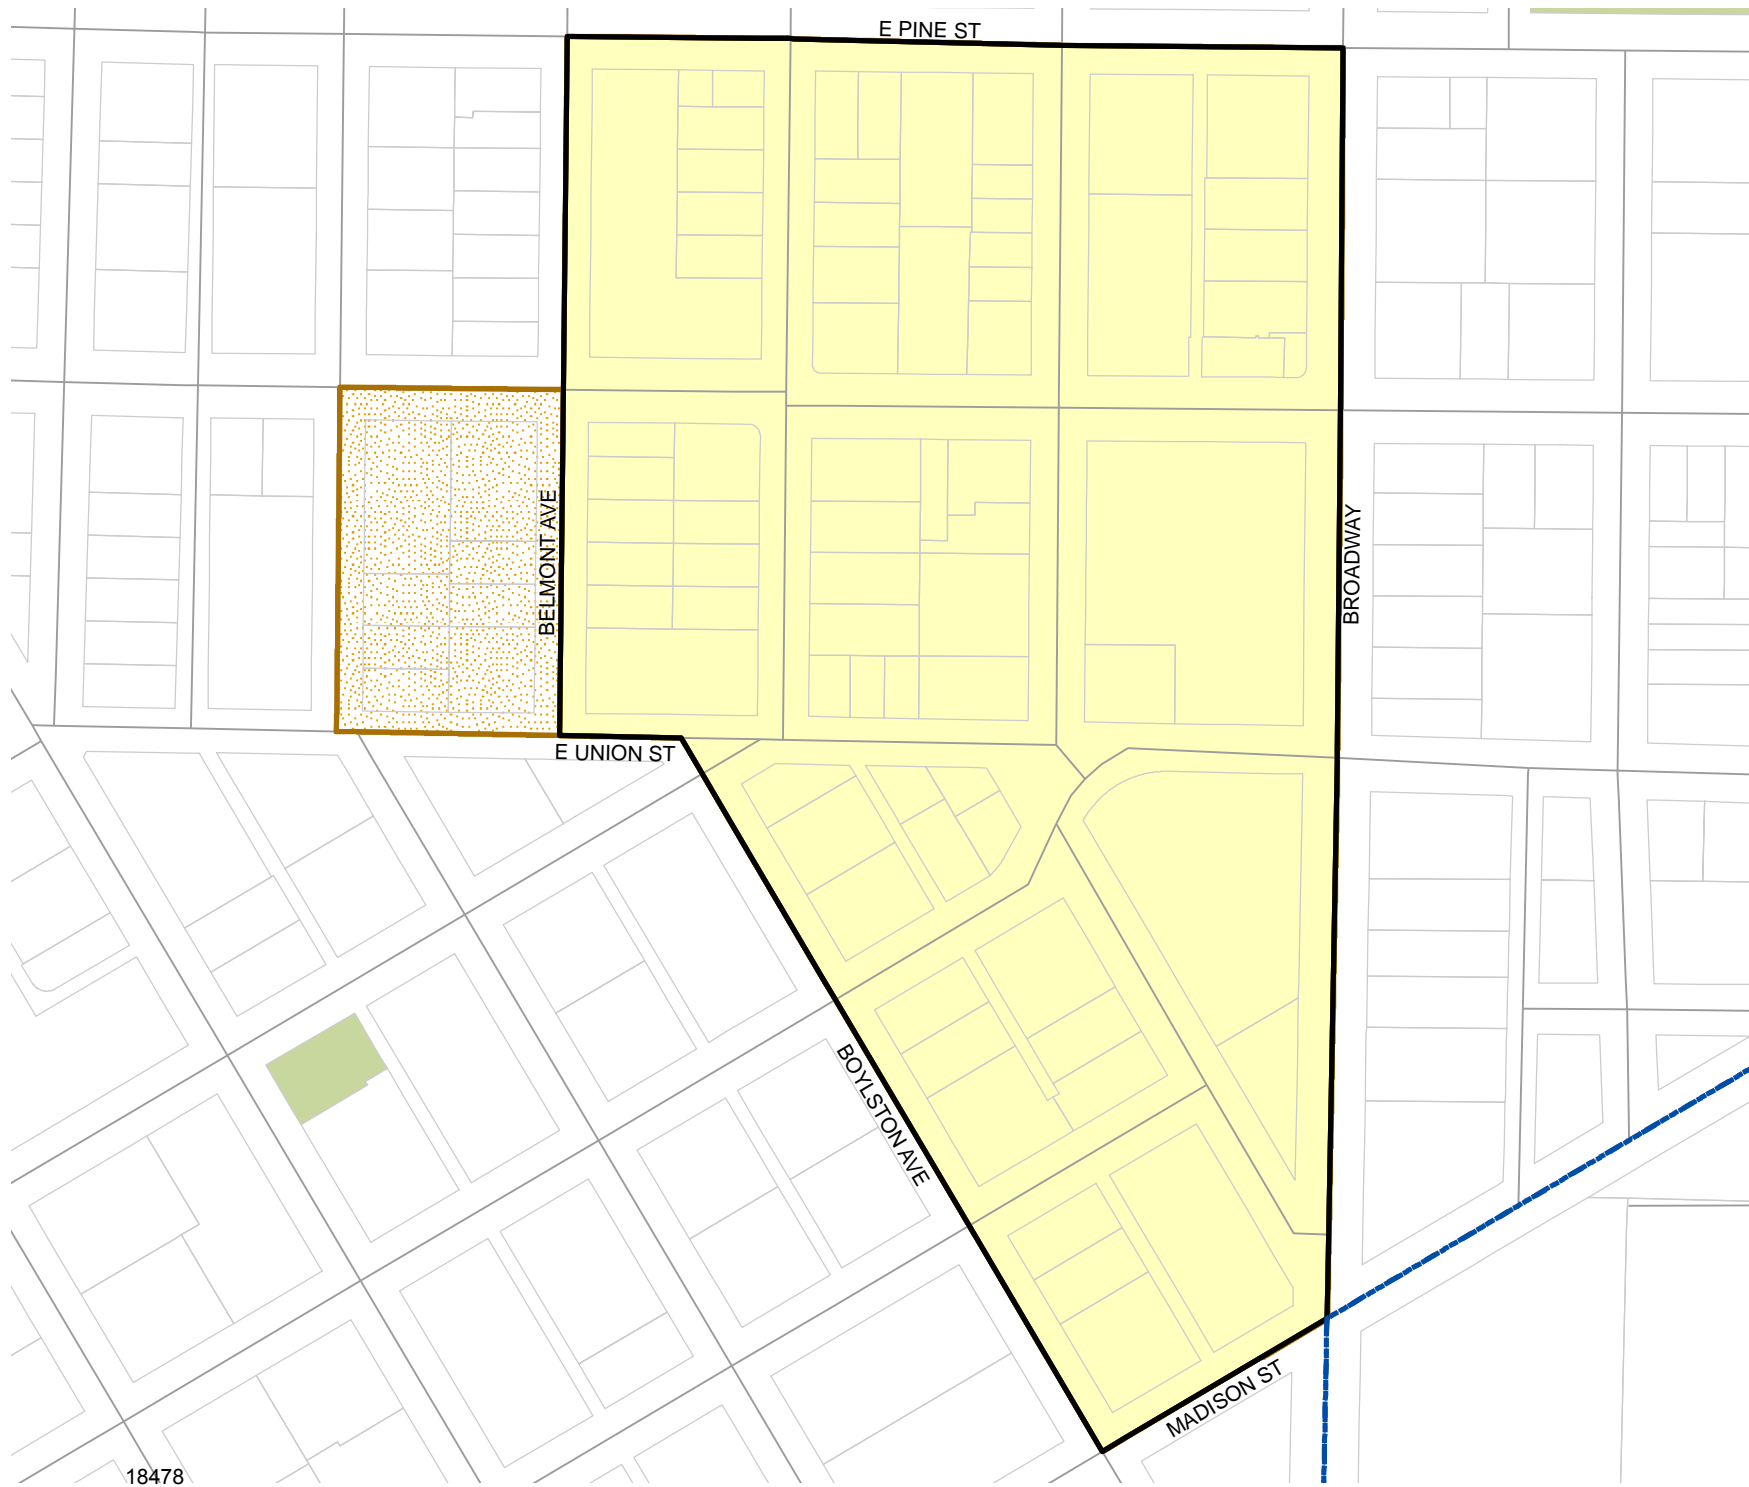 E PINE ST
BELMONT AVE
BROADWAY
E UNION ST
BOYLSTON AVE
MADISON ST
18478